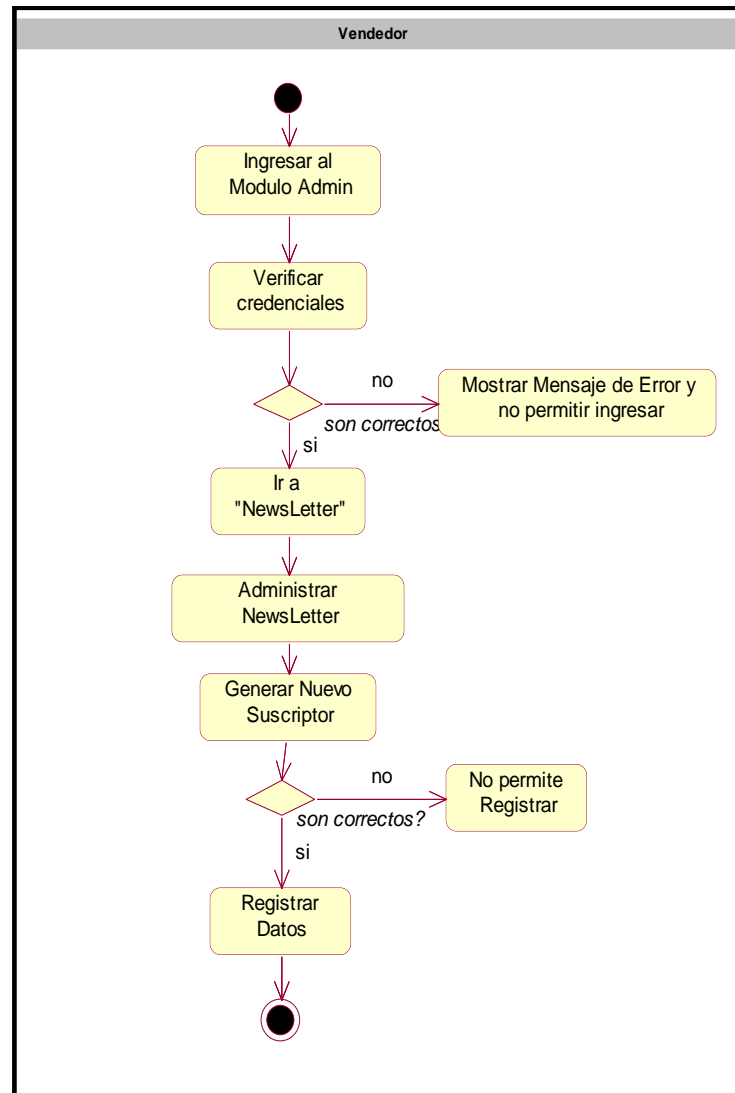 Vendedor
Ingresar al
Modulo Admin
Verificar
credenciales
no
Mostrar Mensaje de Error y
no permitir ingresar
son correctos
si
Ir a
"NewsLetter"
Administrar
NewsLetter
Generar Nuevo
Suscriptor
no
No permite
Registrar
son correctos?
si
Registrar
Datos